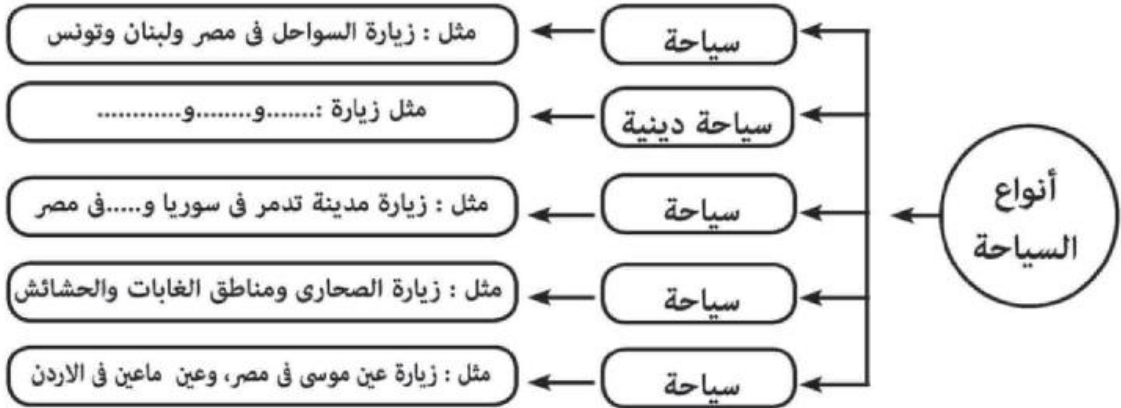 أنواع
السياحة
سياحة
مثل : زيارة السواحل فى مصر ولبنان وتونس
سياحة دينية
مثل زيارة :.......و........و............
سياحة
مثل : زيارة مدينة تدمر فى سوريا و.....فى مصر
سياحة
مثل : زيارة الصحارى ومناطق الغابات والحشائش
سياحة
مثل : زيارة عين موسى فى مصر، وعين ماعين فى الاردن